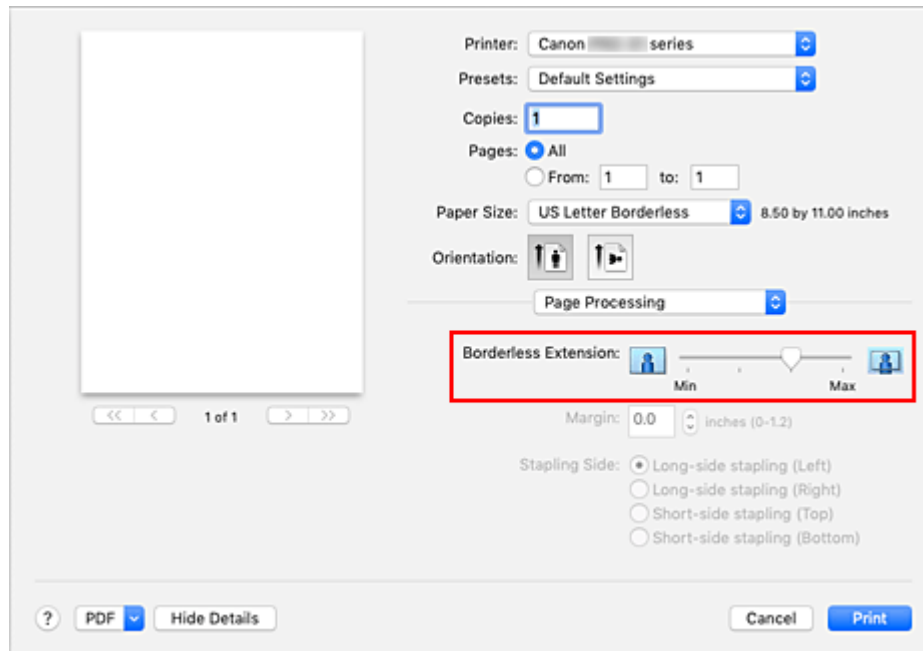 Printer: Canon series
Presets: Default Settings
Copies: 1
Pages: All
From: 1 to: 1
Paper Size: US Letter Borderless 8.50 by 11.00 inches
Orientation:
Page Processing
Borderless Extension:
Min Max
<< < 1 of 1 > >>
Margin: 0.0 inches (0-1.2)
Stapling Side: Long-side stapling (Left)
Long-side stapling (Right)
Short-side stapling (Top)
Short-side stapling (Bottom)
? PDF Hide Details Cancel Print